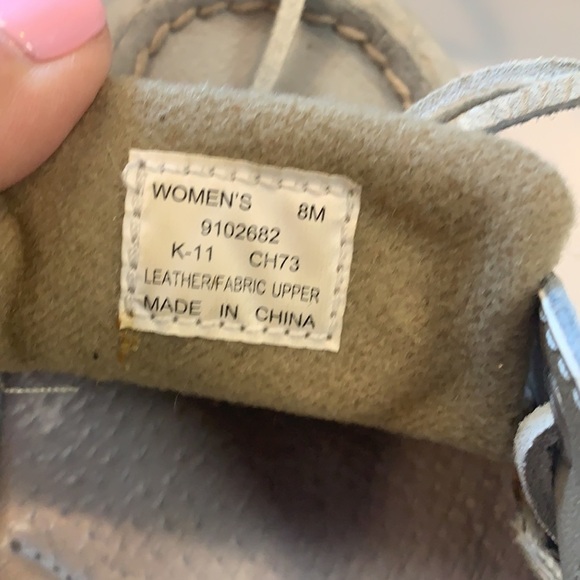 WOMEN'S 8M
9102682
K-11 CH73
LEATHER/FABRIC UPPER
MADE IN CHINA